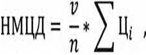 НМЦД = v/n * ∑ Цᵢ ,